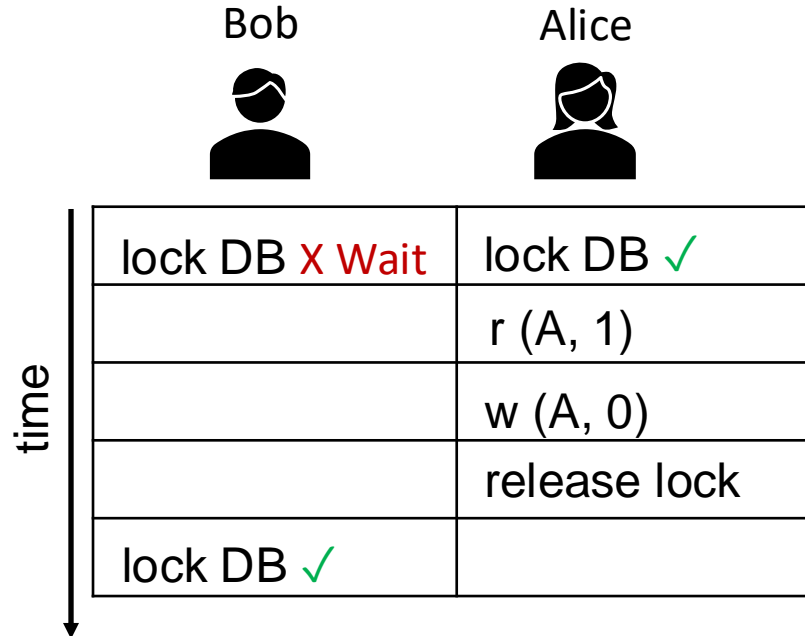 Bob Alice
lock DB X Wait lock DB ✓
r (A, 1)
w (A, 0)
release lock
lock DB ✓
time